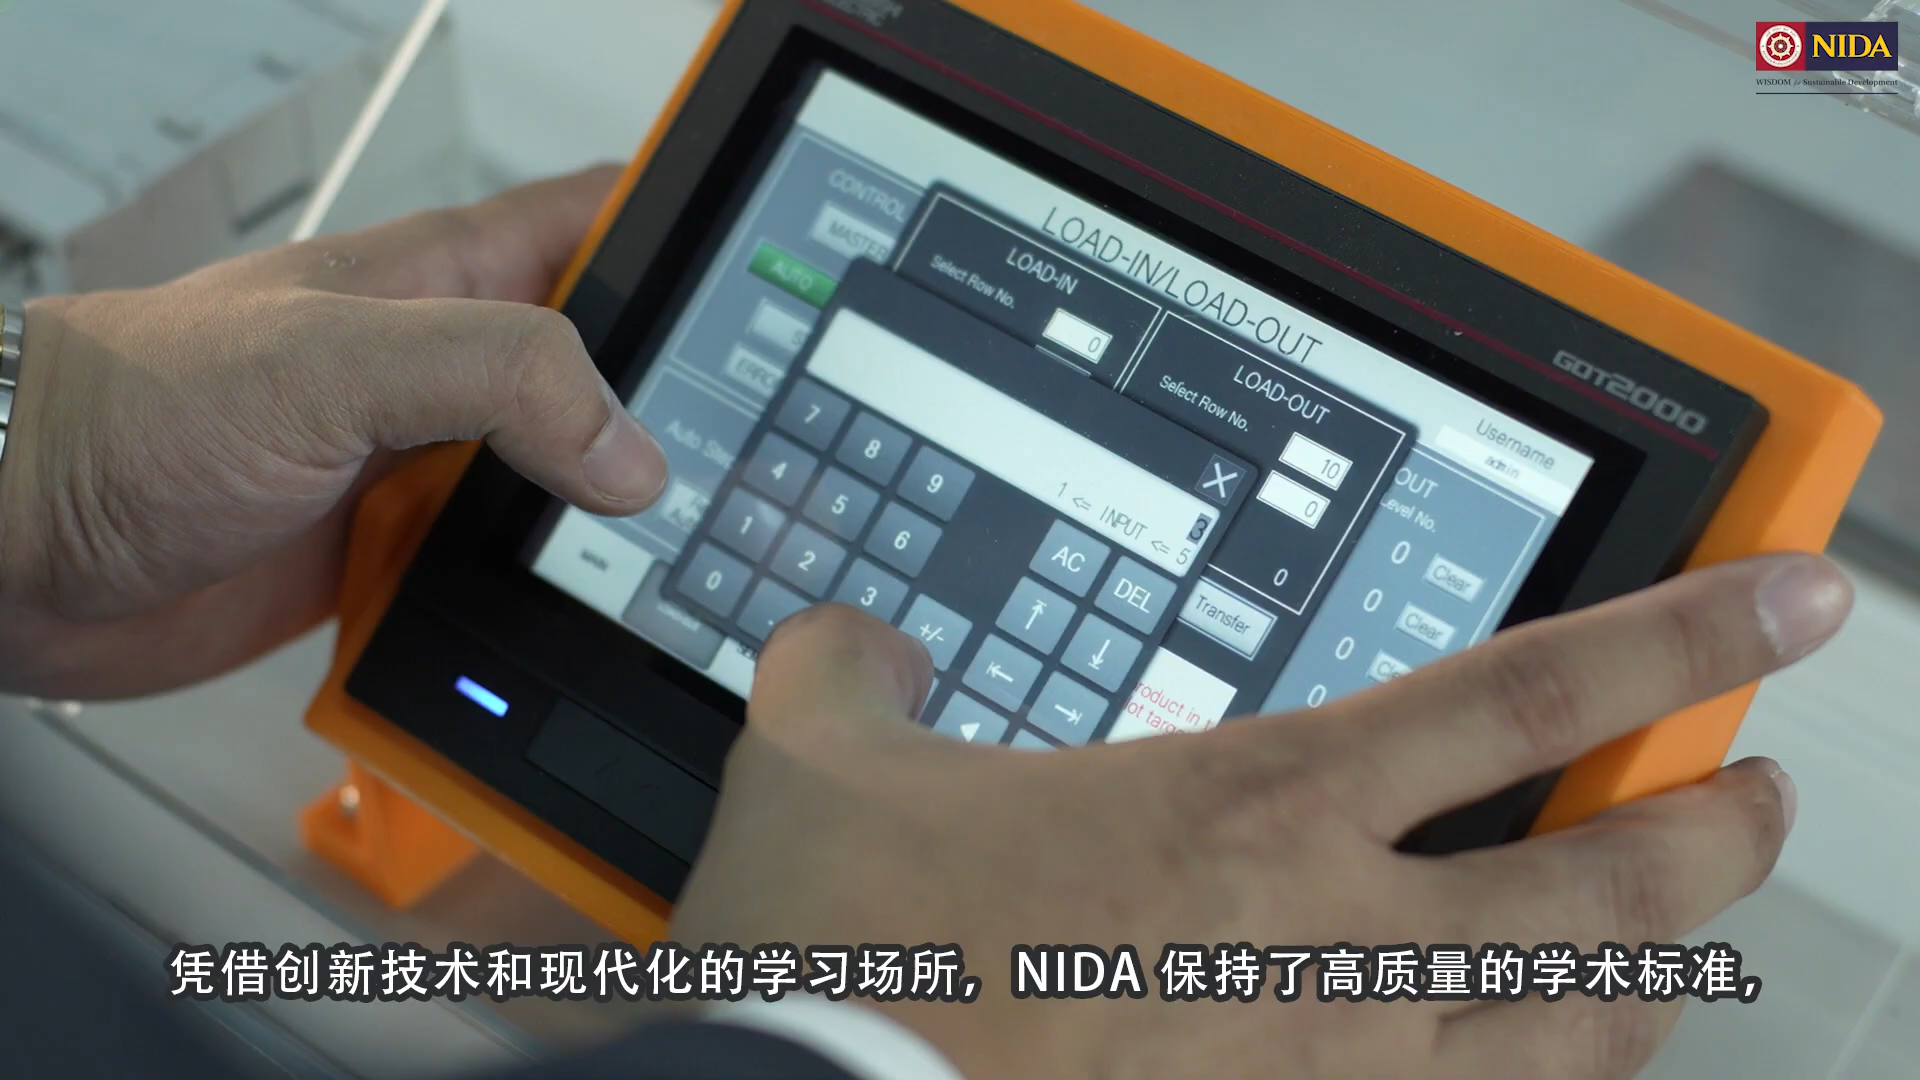 NIDA
WISDOM for Sustainable Development
GOT2000
LOAD-IN/LOAD-OUT
Username
admin
CONTROL
MASTER
AUTO
LOAD-IN
Select Row No.
0
LOAD-OUT
Select Row No.
10
0
0
Transfer
3
1 <= INPUT <= 5
7
8
9
4
5
6
AC
1
2
3
DEL
0
+/-
OUT
Level No.
0
Clear
0
Clear
0
0
Auto
MAIN
凭借创新技术和现代化的学习场所, NIDA 保持了高质量的学术标准,